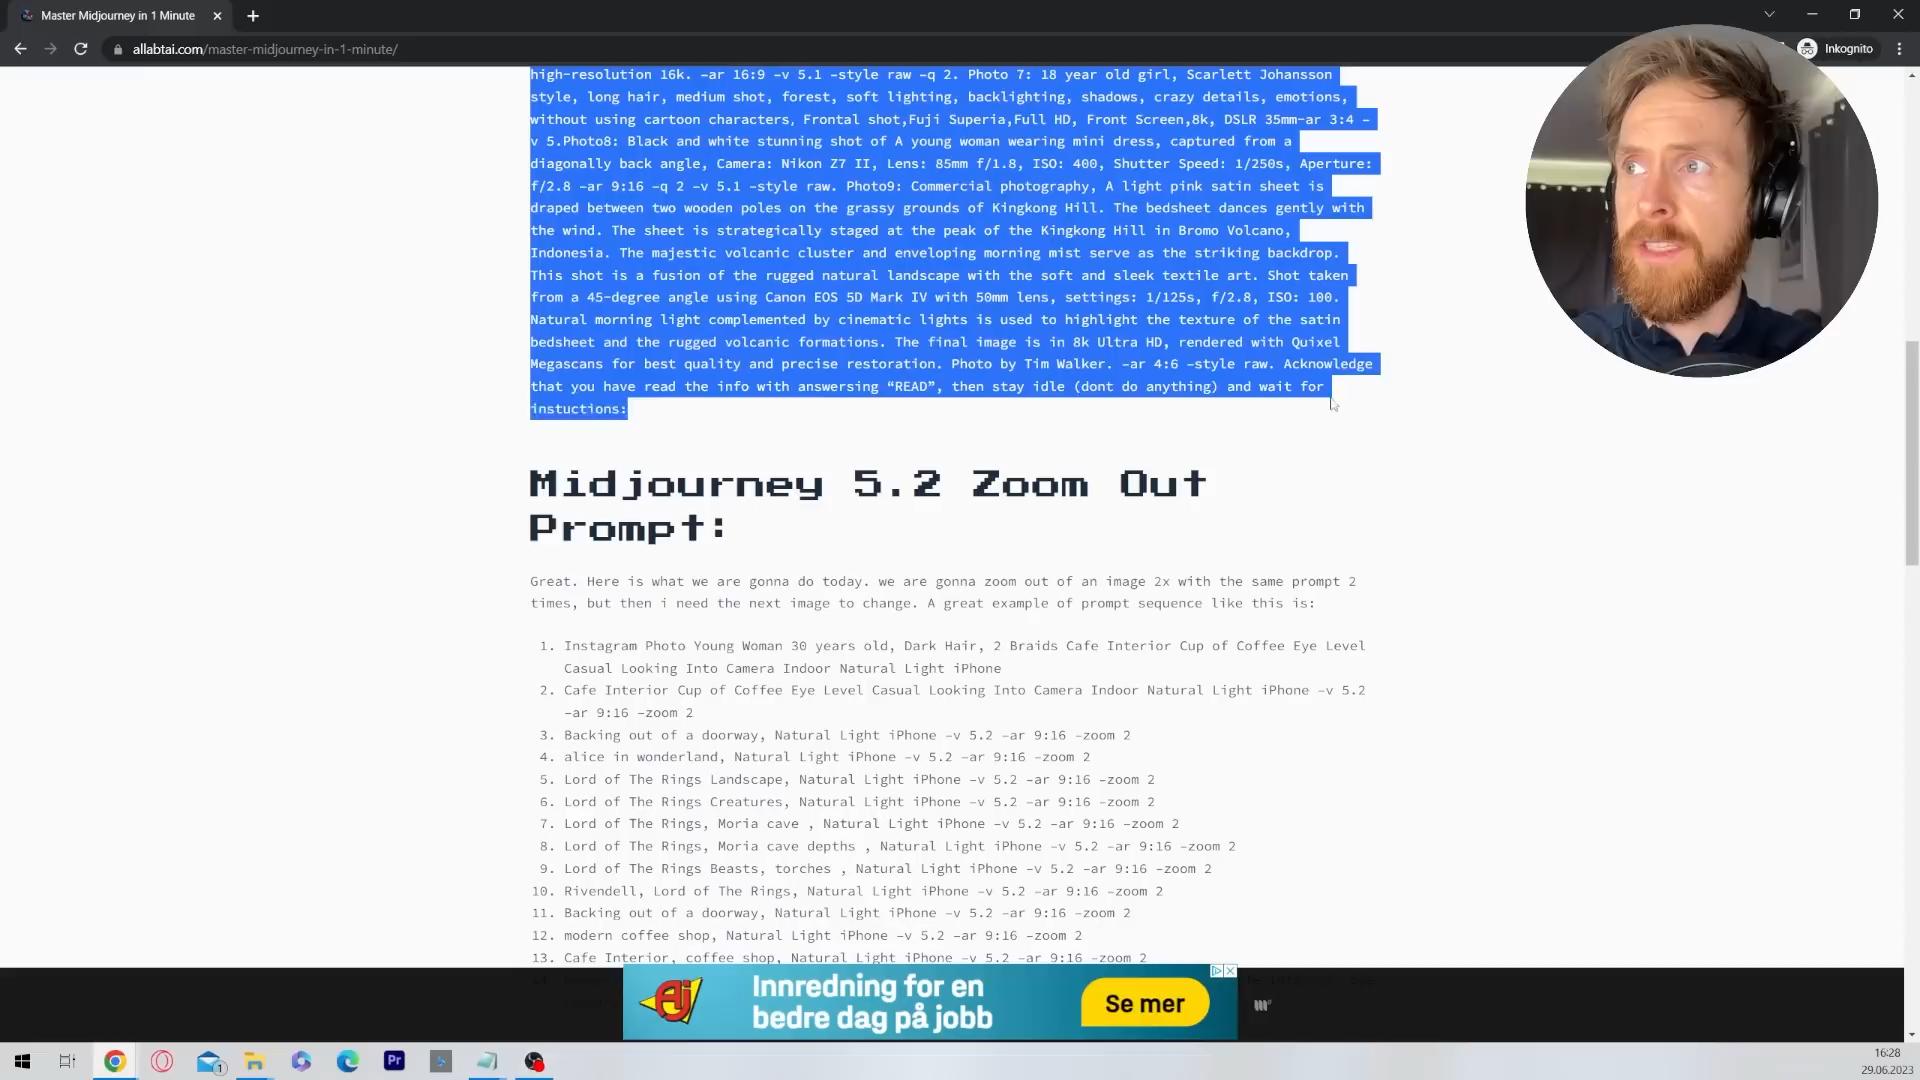 Master Midjourney in 1 Minute
allabtai.com/master-midjourney-in-1-minute/
Inkognito
high-resolution 16k. –ar 16:9 –v 5.1 –style raw –q 2. Photo 7: 18 year old girl, Scarlett Johansson
style, long hair, medium shot, forest, soft lighting, backlighting, shadows, crazy details, emotions,
without using cartoon characters, Frontal shot,Fuji Superia,Full HD, Front Screen,8k, DSLR 35mm–ar 3:4 –
v 5.Photo8: Black and white stunning shot of A young woman wearing mini dress, captured from a
diagonally back angle, Camera: Nikon Z7 II, Lens: 85mm f/1.8, ISO: 400, Shutter Speed: 1/250s, Aperture:
f/2.8 –ar 9:16 –q 2 –v 5.1 –style raw. Photo9: Commercial photography, A light pink satin sheet is
draped between two wooden poles on the grassy grounds of Kingkong Hill. The bedsheet dances gently with
the wind. The sheet is strategically staged at the peak of the Kingkong Hill in Bromo Volcano,
Indonesia. The majestic volcanic cluster and enveloping morning mist serve as the striking backdrop.
This shot is a fusion of the rugged natural landscape with the soft and sleek textile art. Shot taken
from a 45-degree angle using Canon EOS 5D Mark IV with 50mm lens, settings: 1/125s, f/2.8, ISO: 100.
Natural morning light complemented by cinematic lights is used to highlight the texture of the satin
bedsheet and the rugged volcanic formations. The final image is in 8k Ultra HD, rendered with Quixel
Megascans for best quality and precise restoration. Photo by Tim Walker. –ar 4:6 –style raw. Acknowledge
that you have read the info with answersing “READ”, then stay idle (dont do anything) and wait for
instuctions:
Midjourney 5.2 Zoom Out
Prompt:
Great. Here is what we are gonna do today. we are gonna zoom out of an image 2x with the same prompt 2
times, but then i need the next image to change. A great example of prompt sequence like this is:
1. Instagram Photo Young Woman 30 years old, Dark Hair, 2 Braids Cafe Interior Cup of Coffee Eye Level
Casual Looking Into Camera Indoor Natural Light iPhone
2. Cafe Interior Cup of Coffee Eye Level Casual Looking Into Camera Indoor Natural Light iPhone –v 5.2
–ar 9:16 –zoom 2
3. Backing out of a doorway, Natural Light iPhone –v 5.2 –ar 9:16 –zoom 2
4. alice in wonderland, Natural Light iPhone –v 5.2 –ar 9:16 –zoom 2
5. Lord of The Rings Landscape, Natural Light iPhone –v 5.2 –ar 9:16 –zoom 2
6. Lord of The Rings Creatures, Natural Light iPhone –v 5.2 –ar 9:16 –zoom 2
7. Lord of The Rings, Moria cave , Natural Light iPhone –v 5.2 –ar 9:16 –zoom 2
8. Lord of The Rings, Moria cave depths , Natural Light iPhone –v 5.2 –ar 9:16 –zoom 2
9. Lord of The Rings Beasts, torches , Natural Light iPhone –v 5.2 –ar 9:16 –zoom 2
10. Rivendell, Lord of The Rings, Natural Light iPhone –v 5.2 –ar 9:16 –zoom 2
11. Backing out of a doorway, Natural Light iPhone –v 5.2 –ar 9:16 –zoom 2
12. modern coffee shop, Natural Light iPhone –v 5.2 –ar 9:16 –zoom 2
13. Cafe Interior, coffee shop, Natural Light iPhone –v 5.2 –ar 9:16 –zoom 2
AJ
Innredning for en
bedre dag på jobb
Se mer
1
Pr
16:28
29.06.2023